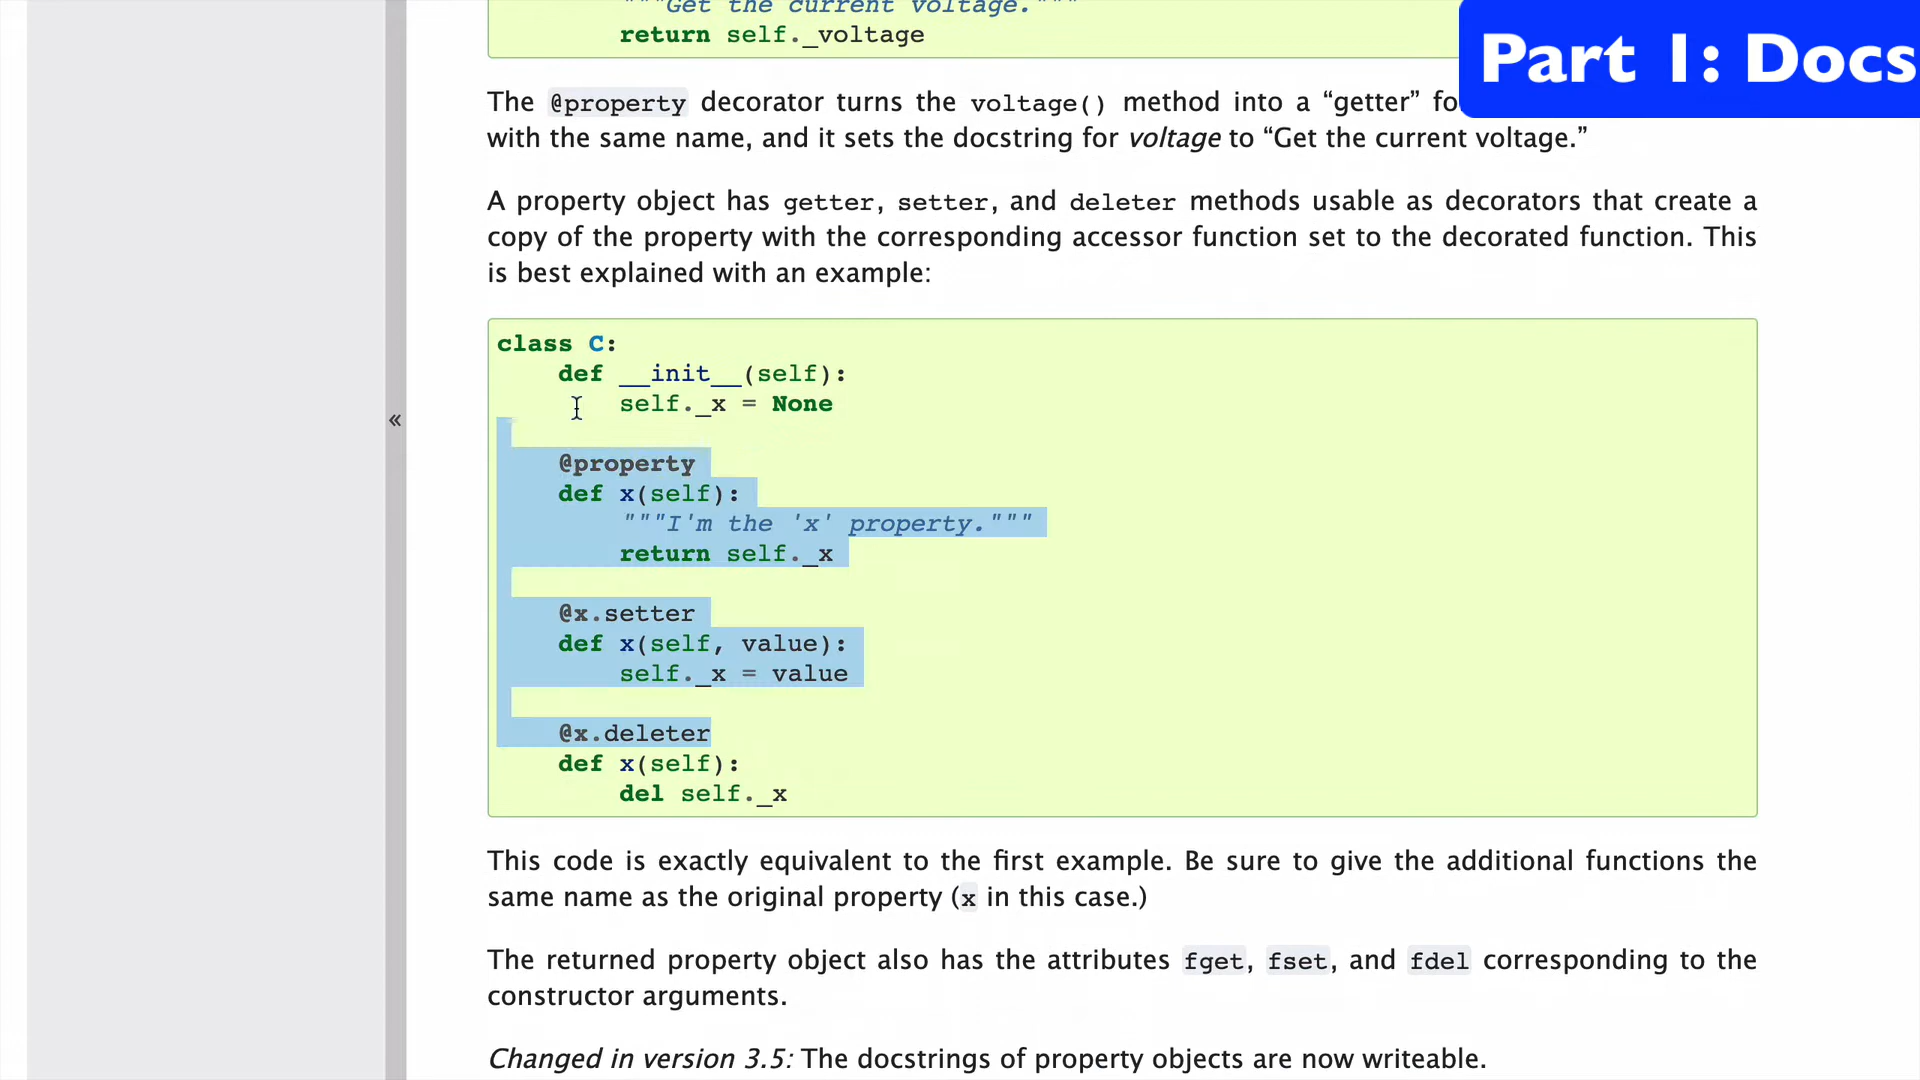 """Get the current voltage."""
return self._voltage
Part 1: Docs
The @property decorator turns the voltage() method into a “getter” fo
with the same name, and it sets the docstring for voltage to “Get the current voltage.”
A property object has getter, setter, and deleter methods usable as decorators that create a
copy of the property with the corresponding accessor function set to the decorated function. This
is best explained with an example:
class C:
    def __init__(self):
        self._x = None
«
    @property
    def x(self):
        """I'm the 'x' property."""
        return self._x
    @x.setter
    def x(self, value):
        self._x = value
    @x.deleter
    def x(self):
        del self._x
This code is exactly equivalent to the first example. Be sure to give the additional functions the
same name as the original property (x in this case.)
The returned property object also has the attributes fget, fset, and fdel corresponding to the
constructor arguments.
Changed in version 3.5: The docstrings of property objects are now writeable.